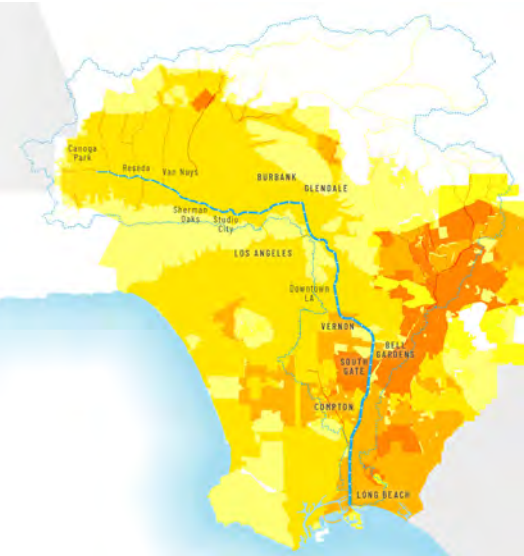 Canoga
Park
Reseda
Van Nuys
BURBANK
GLENDALE
Sherman
Oaks
Studio
City
LOS ANGELES
Downtown
LA
VERNON
BELL
GARDENS
SOUTH
GATE
COMPTON
LONG BEACH